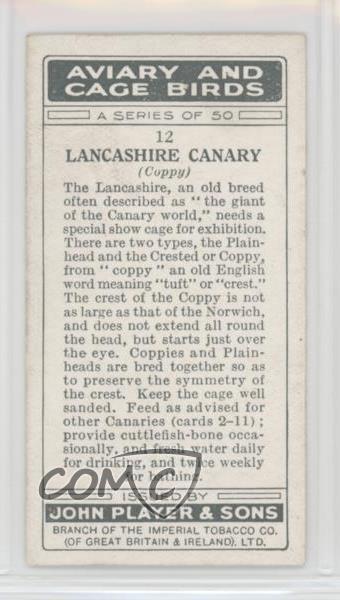 AVIARY AND
CAGE BIRDS
A SERIES OF 50
12
LANCASHIRE CANARY
(Coppy)
The Lancashire, an old breed
often described as "the giant
of the Canary world," needs a
special show cage for exhibition.
There are two types, the Plain-
head and the Crested or Coppy,
from "coppy" an old English
word meaning "tuft" or "crest."
The crest of the Coppy is not
as large as that of the Norwich,
and does not extend all round
the head, but starts just over
the eye. Coppies and Plain-
heads are bred together so as
to preserve the symmetry of
the crest. Keep the cage well
sanded. Feed as advised for
other Canaries (cards 2-11);
provide cuttlefish-bone occa-
sionally, and fresh water daily
for drinking, and twice weekly
for bathing.
COMC
ISSUED BY
JOHN PLAYER & SONS
BRANCH OF THE IMPERIAL TOBACCO CO.
(OF GREAT BRITAIN & IRELAND), LTD.